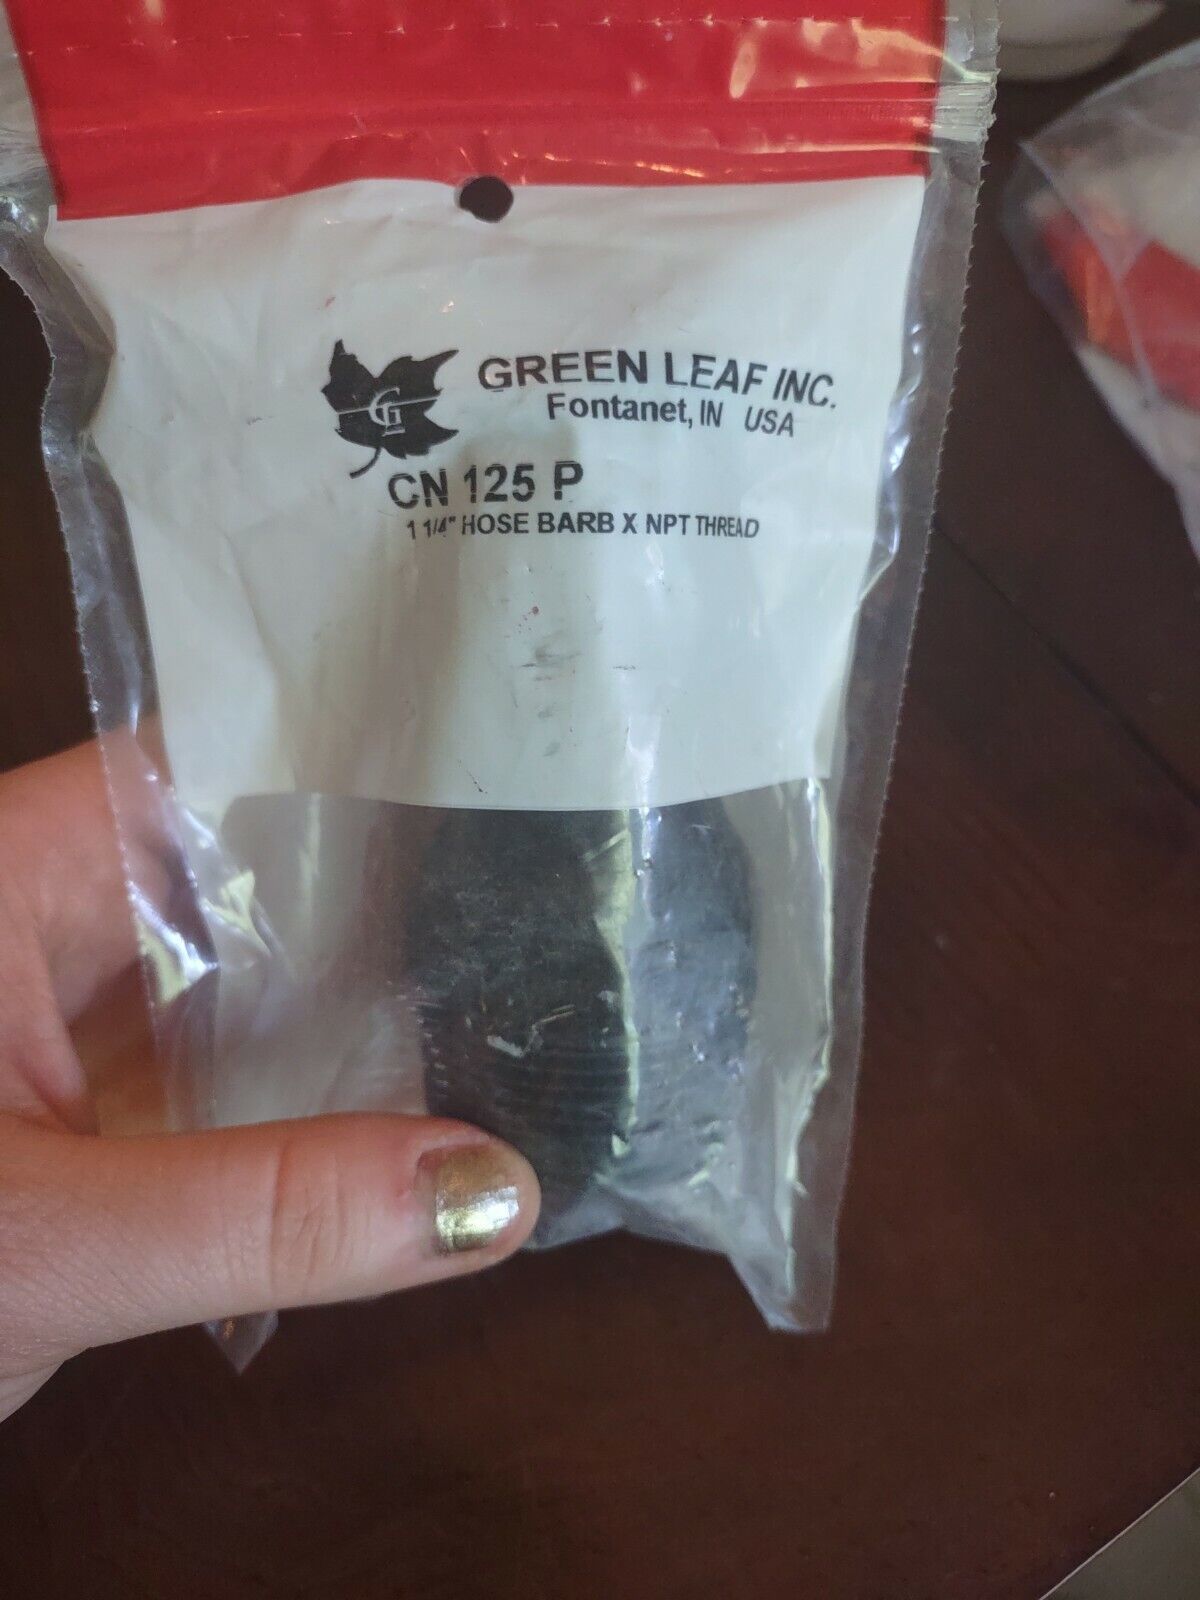 GREEN LEAF INC.
Fontanet, IN USA
CN 125 P
1 1/4" HOSE BARB X NPT THREAD